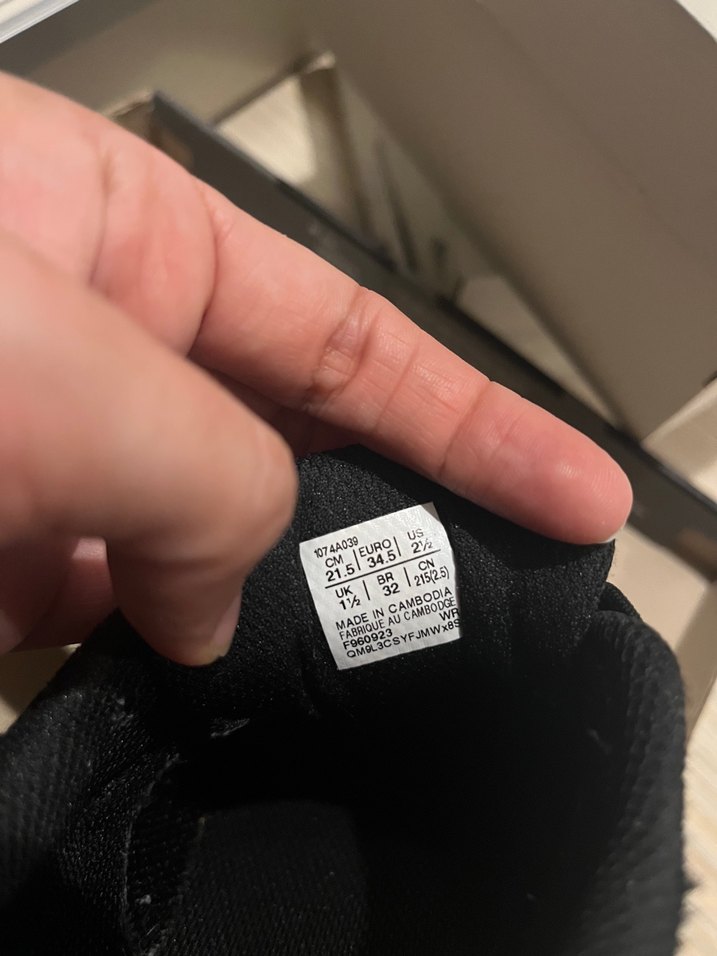 1074A039
CM EURO US
21.5 34.5 2½
UK BR CN
1½ 32 215(2.5)
MADE IN CAMBODIA
FABRIQUE AU CAMBODGE
F960923 WR
QM9L3CSYFJMWx8S